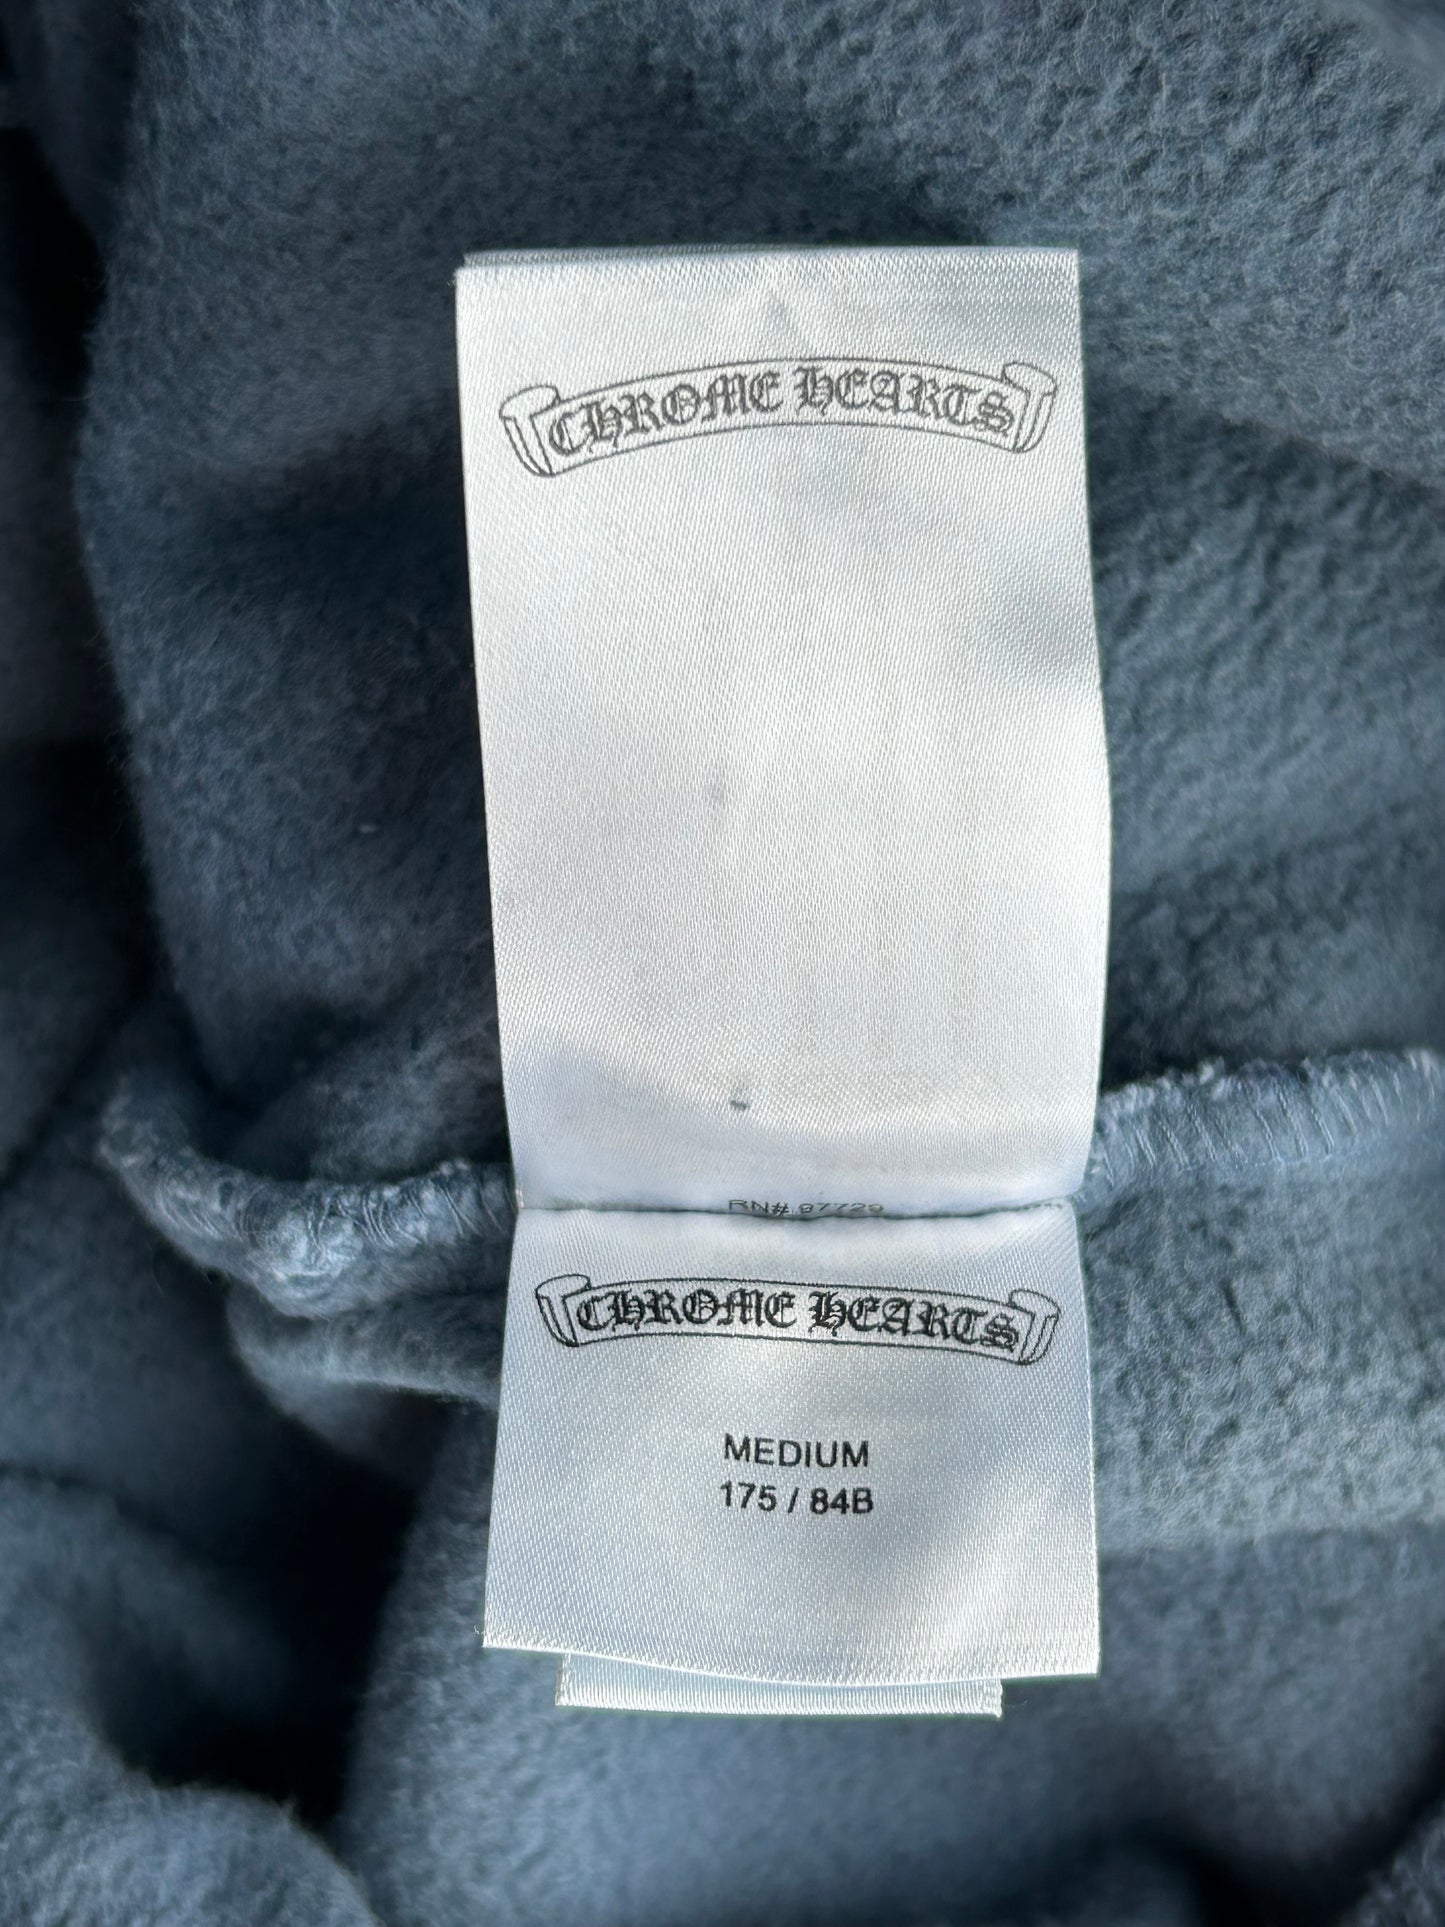 CHROME HEARTS
RN# 97729
CHROME HEARTS
MEDIUM
175 / 84B